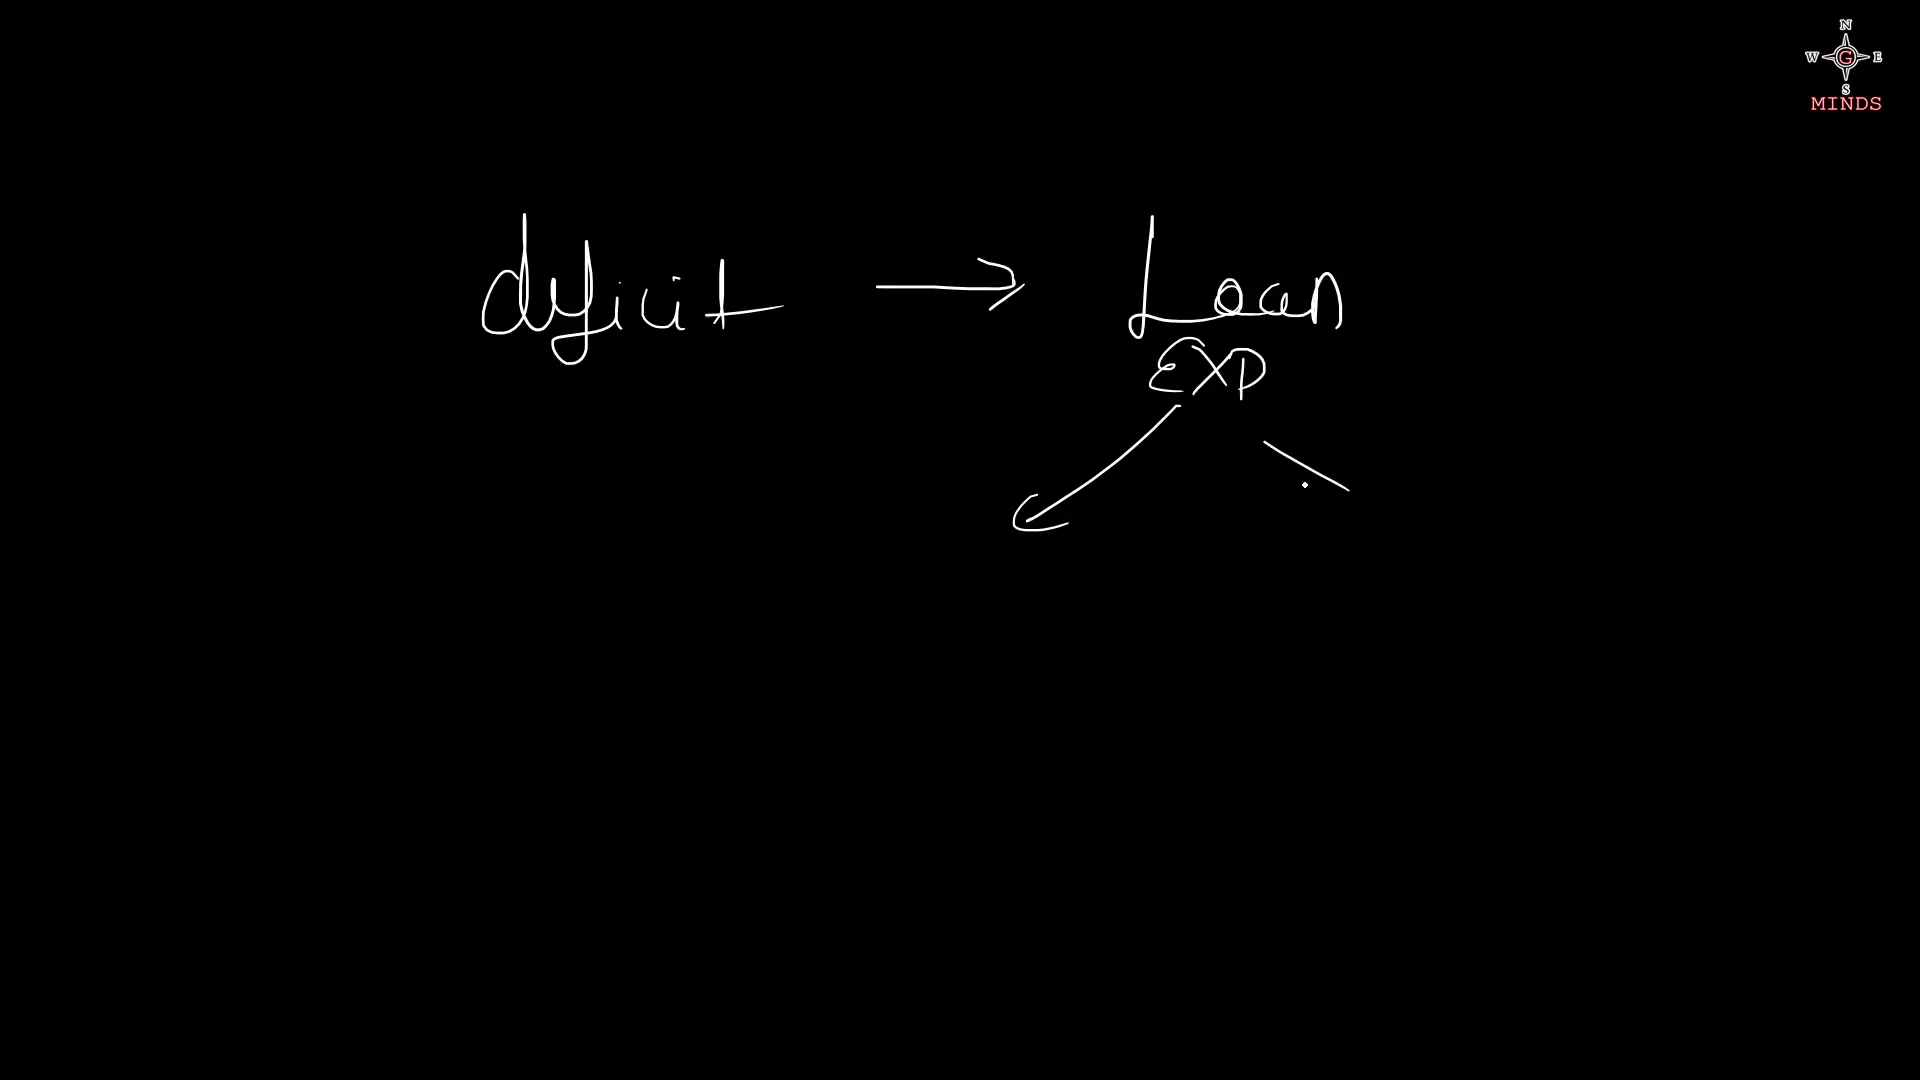 N
W G E
S
MINDS
deficit → Loan
EXP